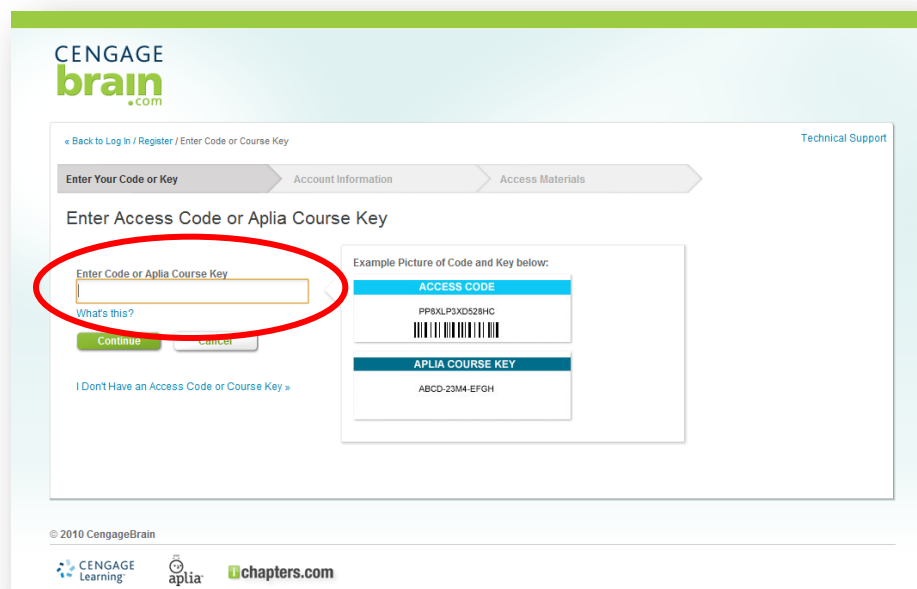 CENGAGE
brain
.com
« Back to Log In / Register / Enter Code or Course Key
Technical Support
Enter Your Code or Key
Account Information
Access Materials
Enter Access Code or Aplia Course Key
Enter Code or Aplia Course Key
What's this?
Continue
Cancel
I Don't Have an Access Code or Course Key »
Example Picture of Code and Key below:
ACCESS CODE
PP8XLP3XD528HC
APLIA COURSE KEY
ABCD-23M4-EFGH
© 2010 CengageBrain
CENGAGE
Learning™
aplia™
ichapters.com